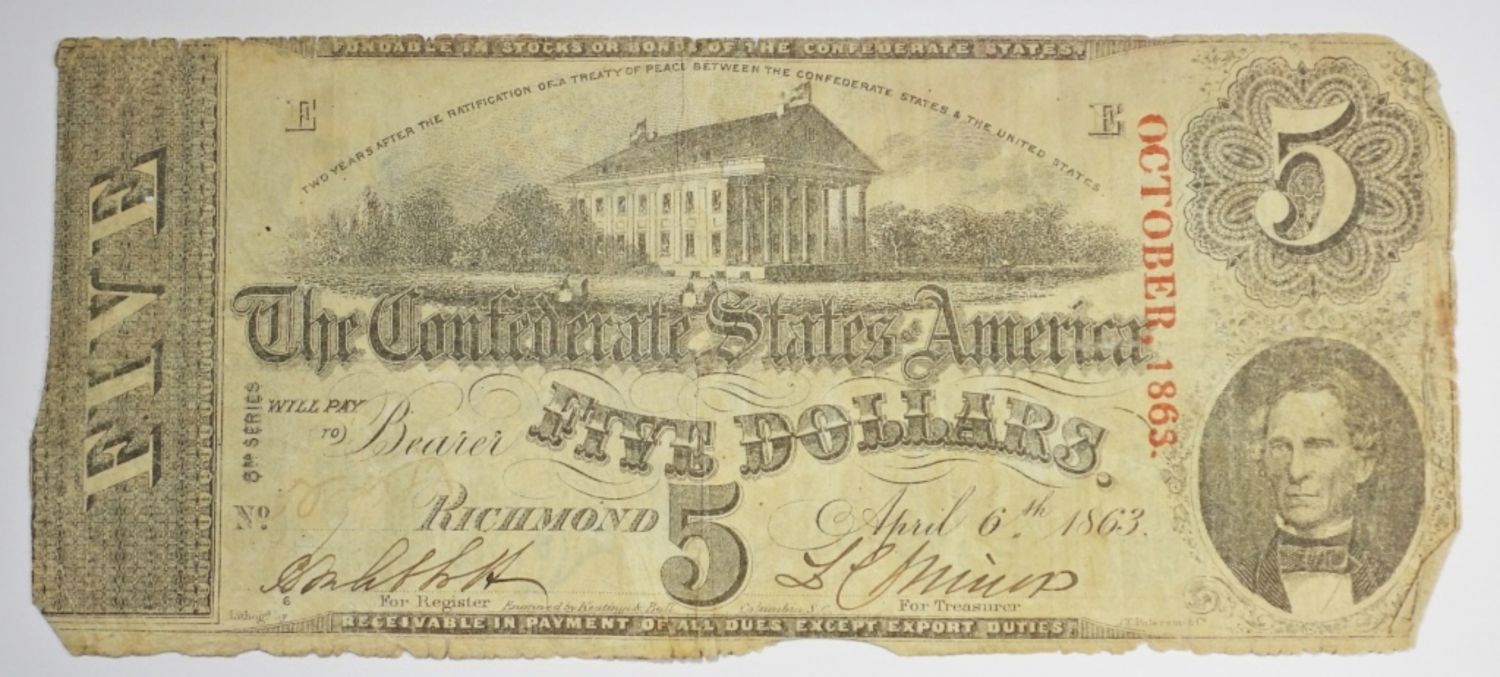 FUNDABLE IN STOCKS OR BONDS OF THE CONFEDERATE STATES.
TWO YEARS AFTER THE RATIFICATION OF A TREATY OF PEACE BETWEEN THE CONFEDERATE STATES & THE UNITED STATES
E E
5
FIVE
OCTOBER, 1863.
The Confederate States of America
WILL PAY
TO
Bearer
FIVE DOLLARS.
SERIES
No
RICHMOND
5
April 6th 1863.
6
For Register
Engraved by Keatinge & Ball
Columbia, S.C.
For Treasurer
RECEIVABLE IN PAYMENT OF ALL DUES EXCEPT EXPORT DUTIES